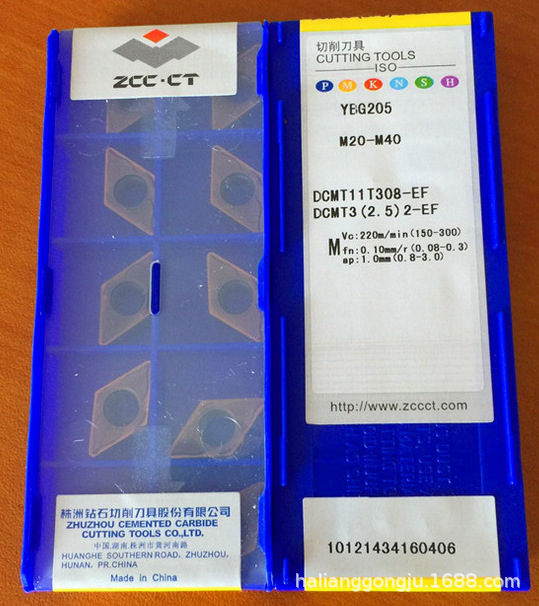 ZCC·CT
株洲钻石切削刀具股份有限公司
ZHUZHOU CEMENTED CARBIDE
CUTTING TOOLS CO.,LTD.
中国.湖南.株洲市黄河南路
HUANGHE SOUTHERN ROAD, ZHUZHOU,
HUNAN, PR.CHINA
Made in China
切削刀具
CUTTING TOOLS
ISO
P M K N S H
YBG205
M20-M40
DCMT11T308-EF
DCMT3(2.5)2-EF
M
Vc:220m/min(150-300)
fn:0.10mm/r(0.08-0.3)
ap:1.0mm(0.8-3.0)
http://www.zccct.com
10121434160406
halianggongju.1688.com